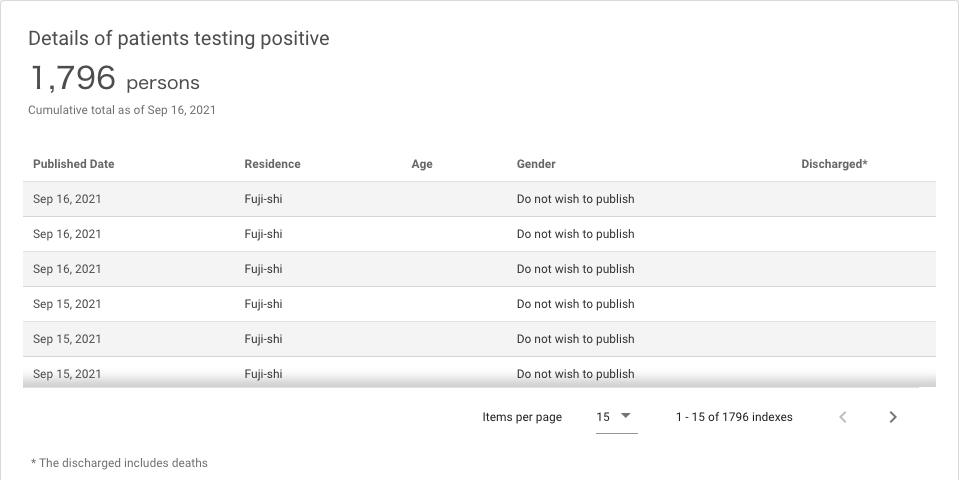 Details of patients testing positive
1,796 persons
Cumulative total as of Sep 16, 2021
Published Date Residence Age Gender Discharged*
Sep 16, 2021 Fuji-shi Do not wish to publish
Sep 16, 2021 Fuji-shi Do not wish to publish
Sep 16, 2021 Fuji-shi Do not wish to publish
Sep 15, 2021 Fuji-shi Do not wish to publish
Sep 15, 2021 Fuji-shi Do not wish to publish
Sep 15, 2021 Fuji-shi Do not wish to publish
Items per page 15 1 - 15 of 1796 indexes
* The discharged includes deaths